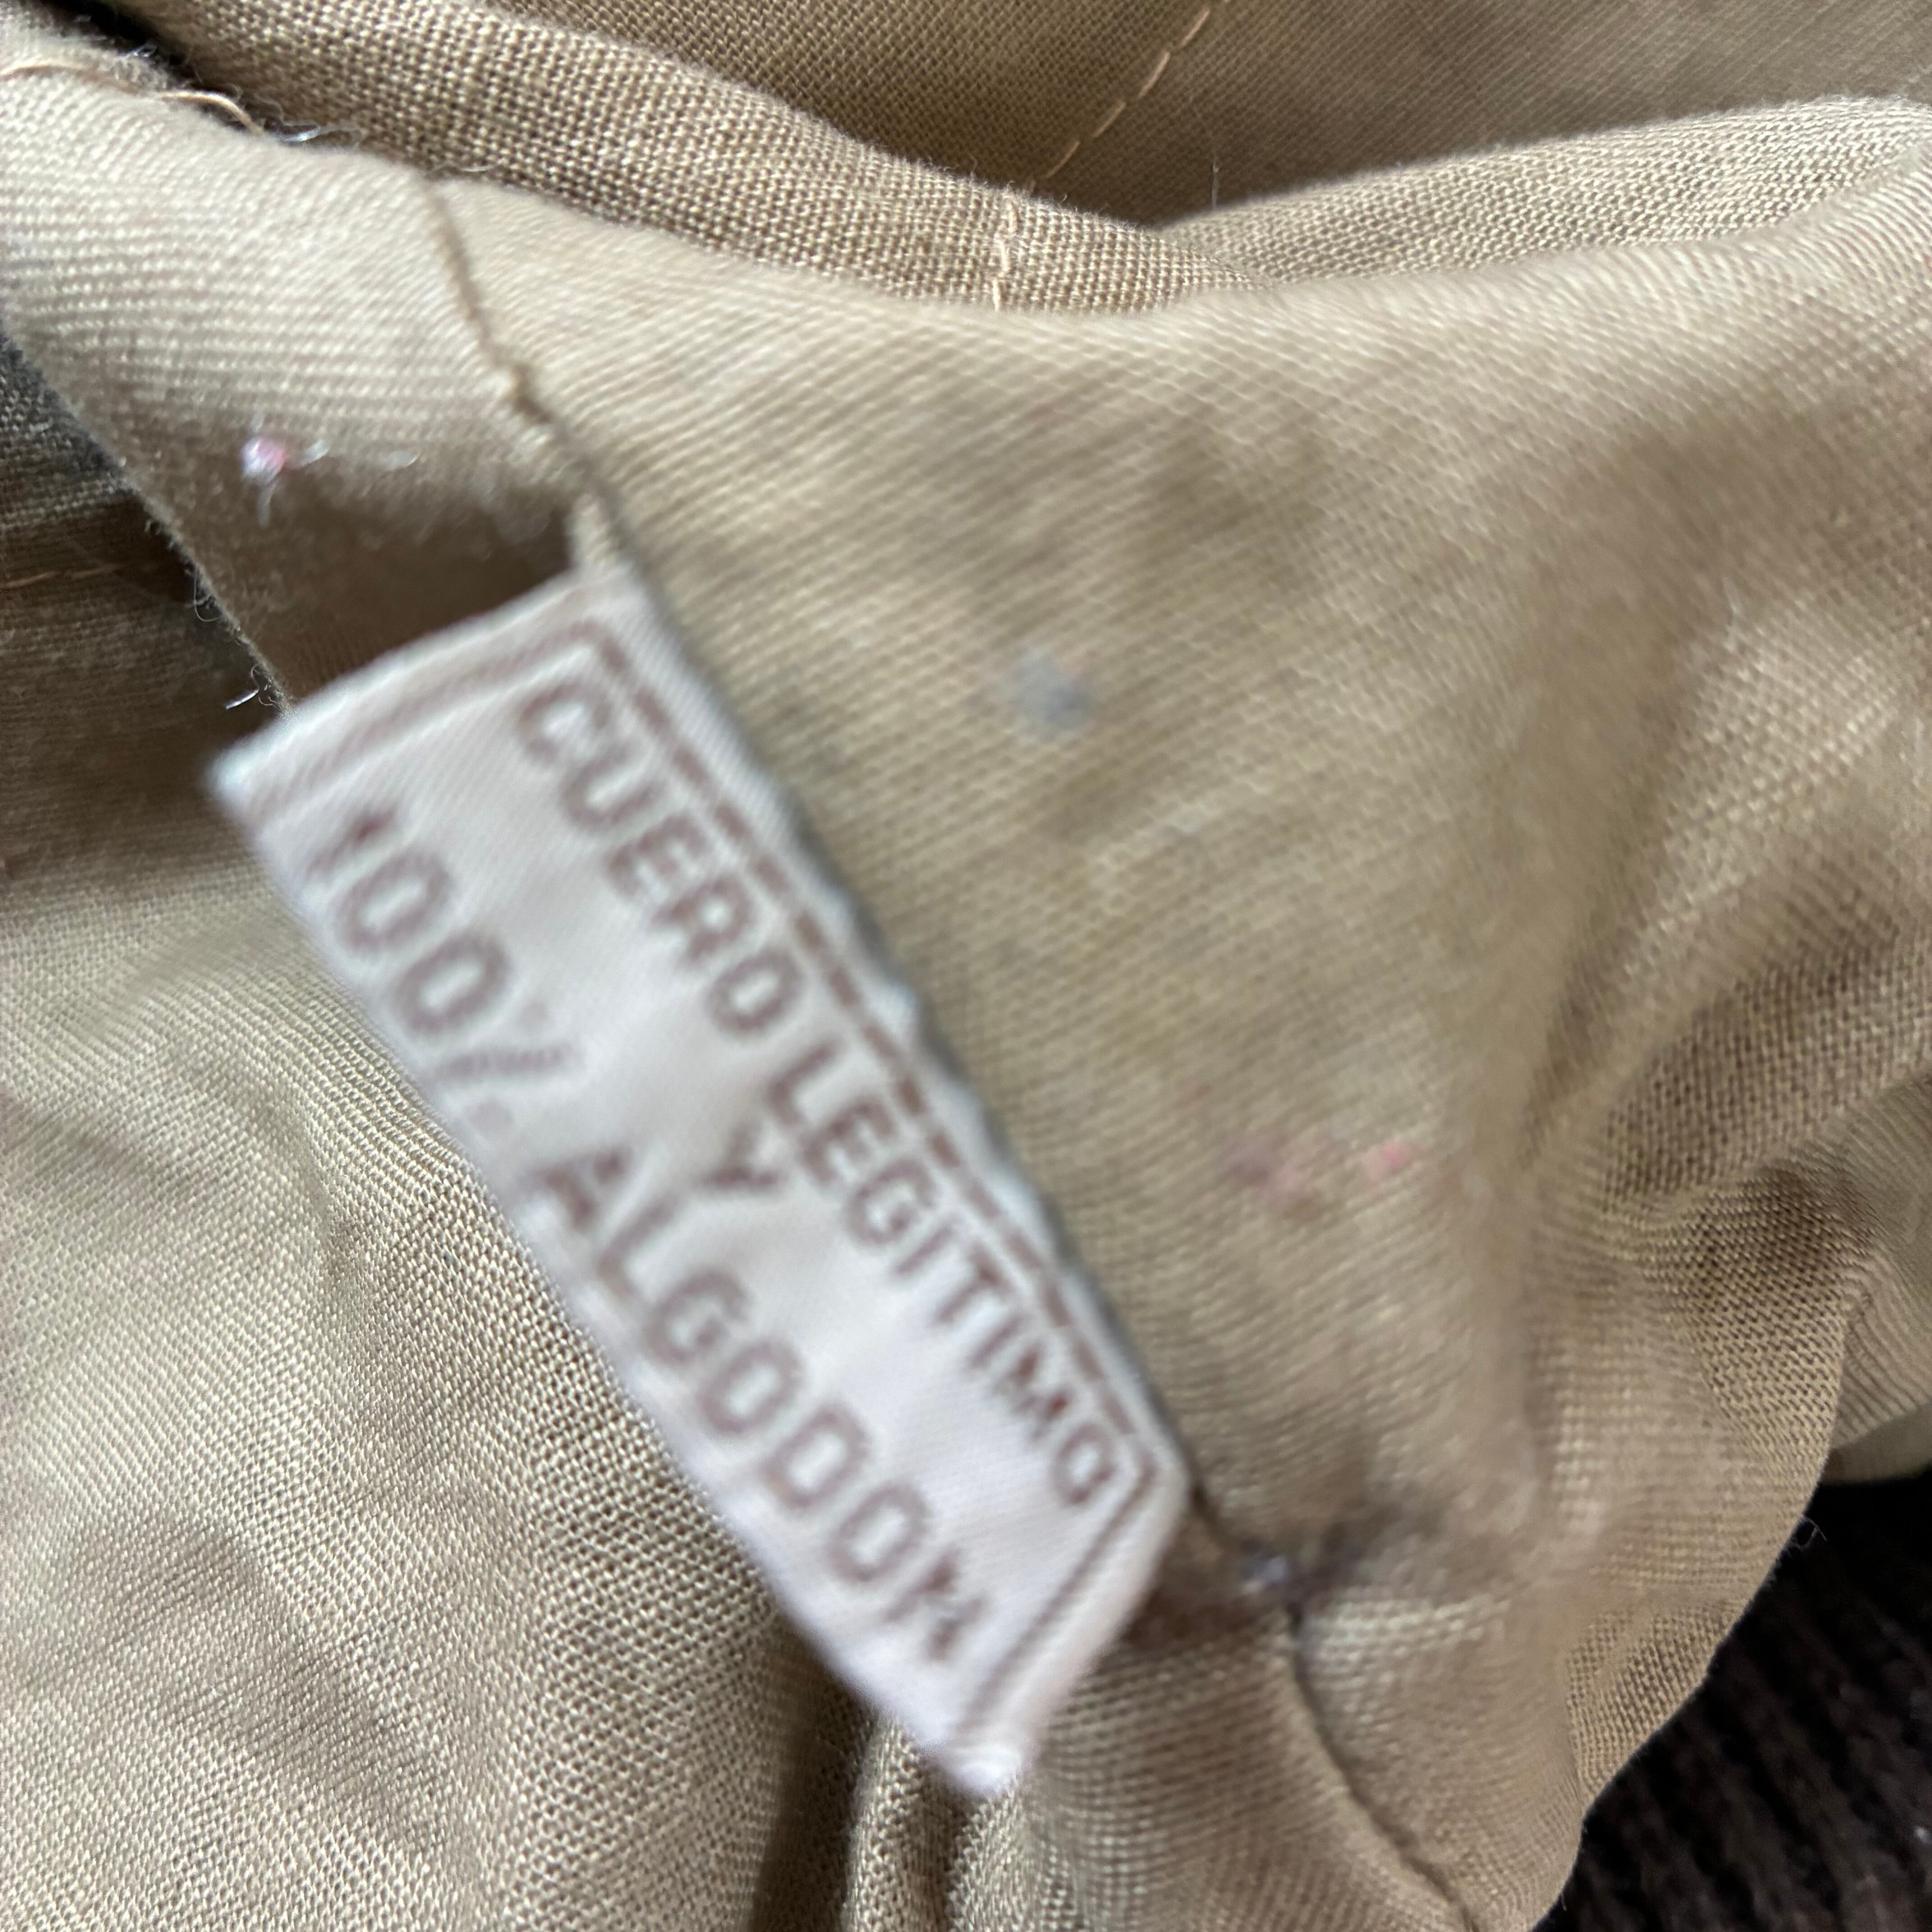 CUERO LEGITIMO
Y
100% ALGODON